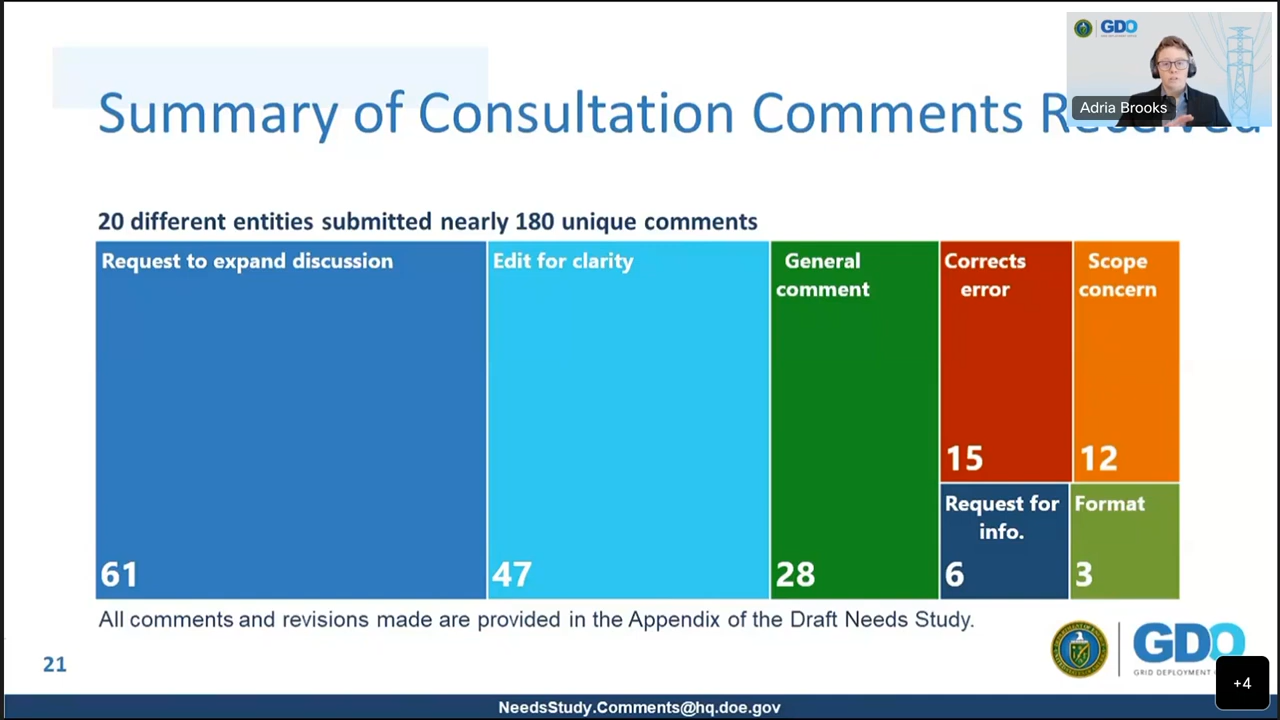 GDO
Adria Brooks
Summary of Consultation Comments Received
20 different entities submitted nearly 180 unique comments
Request to expand discussion
61
Edit for clarity
47
General
comment
28
Corrects
error
15
Scope
concern
12
Request for
info.
6
Format
3
All comments and revisions made are provided in the Appendix of the Draft Needs Study.
21
GDO
GRID DEPLOYMENT
+4
NeedsStudy.Comments@hq.doe.gov